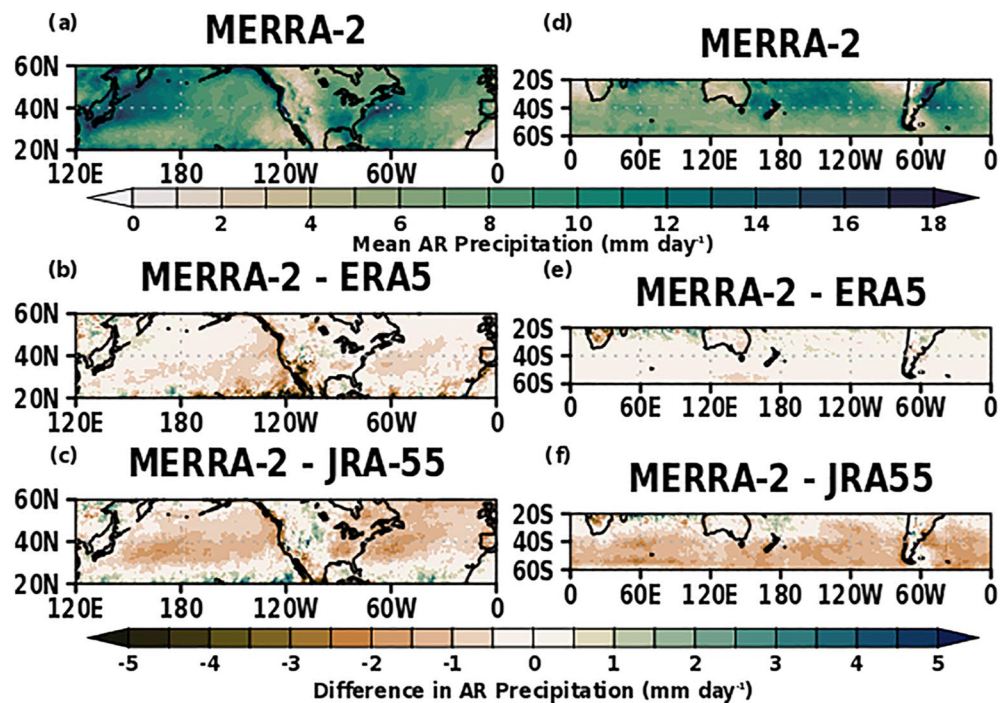 (a) MERRA-2
60N
40N
20N
120E 180 120W 60W 0
(d) MERRA-2
20S
40S
60S
0 60E 120E 180 120W 60W 0
0 2 4 6 8 10 12 14 16 18
Mean AR Precipitation (mm day⁻¹)
(b) MERRA-2 - ERA5
60N
40N
20N
120E 180 120W 60W 0
(e) MERRA-2 - ERA5
20S
40S
60S
0 60E 120E 180 120W 60W 0
(c) MERRA-2 - JRA-55
60N
40N
20N
120E 180 120W 60W 0
(f) MERRA-2 - JRA55
20S
40S
60S
0 60E 120E 180 120W 60W 0
-5 -4 -3 -2 -1 0 1 2 3 4 5
Difference in AR Precipitation (mm day⁻¹)